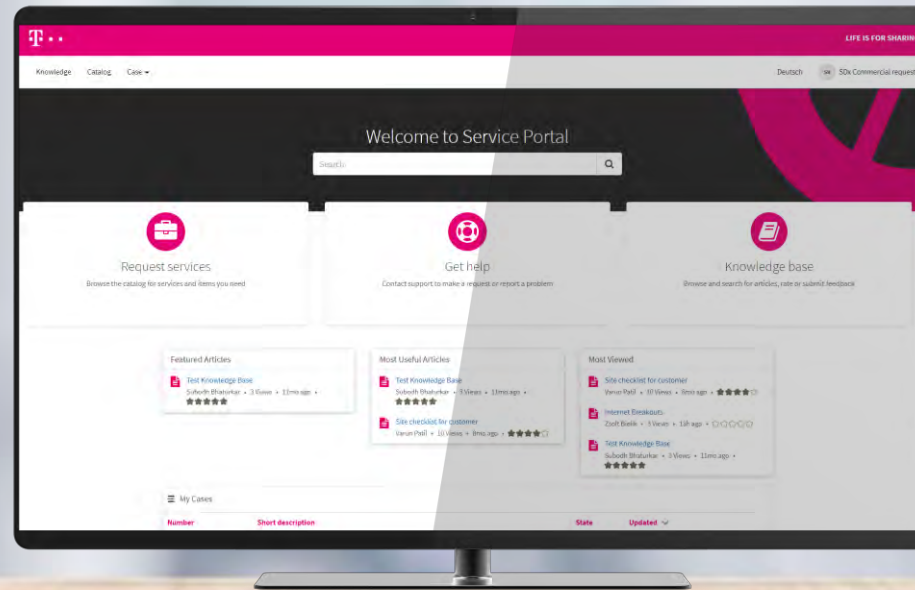 T
LIFE IS FOR SHARING
Knowledge Catalog Case
Deutsch SX SDx Commercial request
Welcome to Service Portal
Search
Request services
Browse the catalog for services and items you need
Get help
Contact support to make a request or report a problem
Knowledge base
Browse and search for articles, rate or submit feedback
Featured Articles
Test Knowledge Base
Subodh Bhaturkar • 3 Views • 11mo ago •
Most Useful Articles
Test Knowledge Base
Subodh Bhaturkar • 3 Views • 11mo ago •
Site checklist for customer
Varun Patil • 10 Views • 8mo ago •
Most Viewed
Site checklist for customer
Varun Patil • 10 Views • 8mo ago •
Internet Breakouts
Zsolt Bielik • 3 Views • 13h ago •
Test Knowledge Base
Subodh Bhaturkar • 3 Views • 11mo ago •
My Cases
Number Short description State Updated